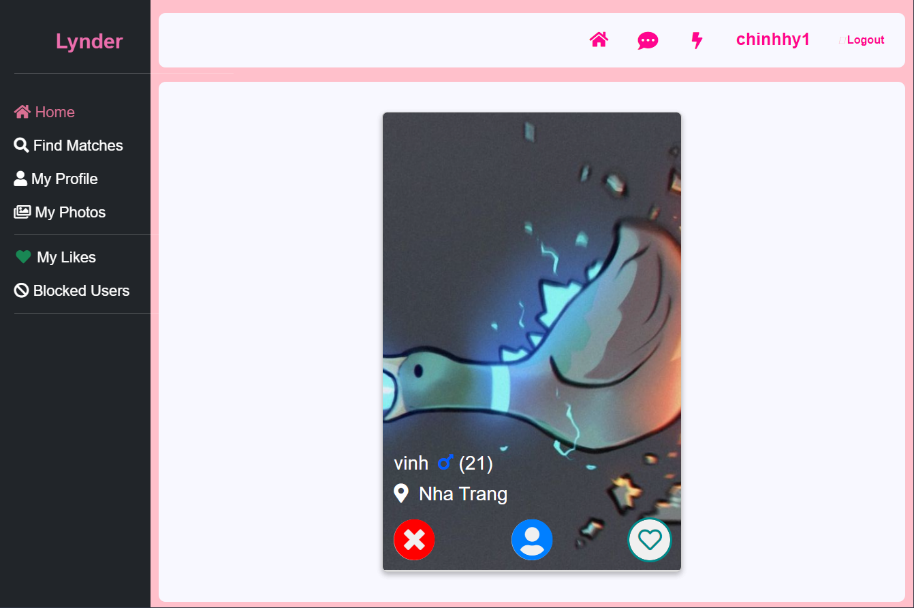 Lynder
chinhhy1
Logout
Home
Find Matches
My Profile
My Photos
My Likes
Blocked Users
vinh (21)
Nha Trang